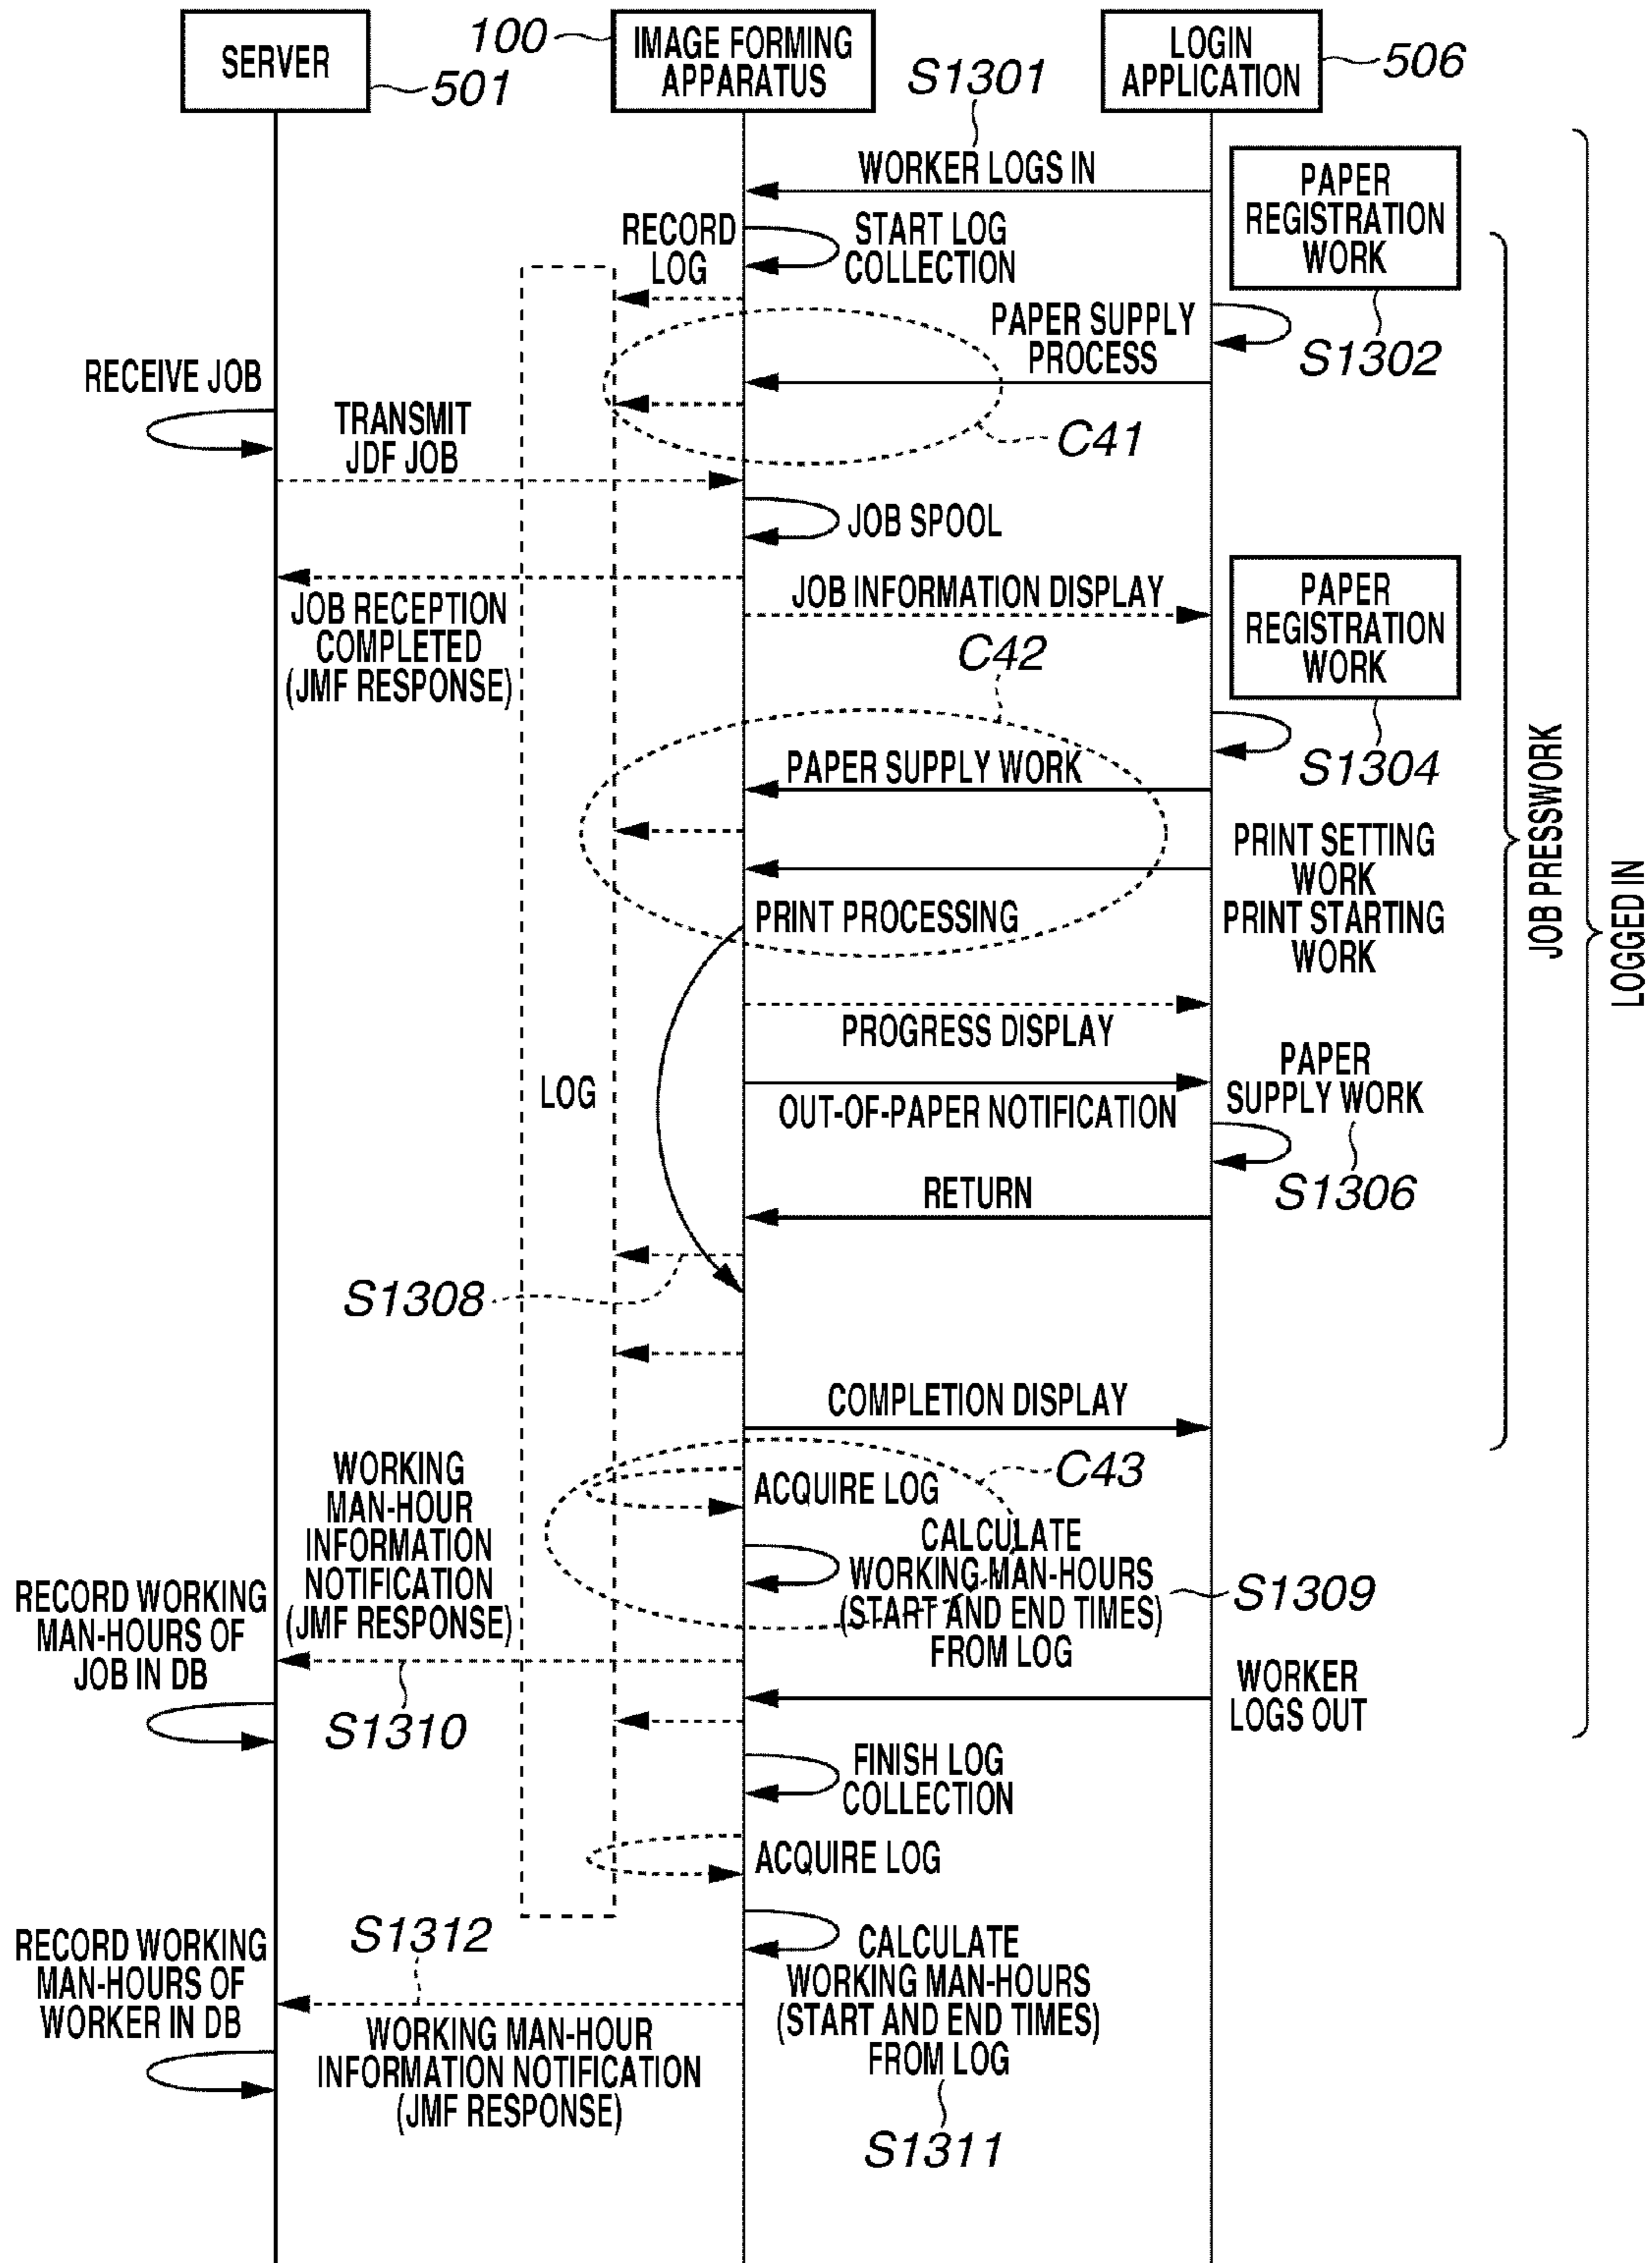 SERVER
501
100
IMAGE FORMING
APPARATUS
LOGIN
APPLICATION
506
S1301
WORKER LOGS IN
PAPER
REGISTRATION
WORK
S1302
RECORD
LOG
START LOG
COLLECTION
PAPER SUPPLY
PROCESS
C41
RECEIVE JOB
TRANSMIT
JDF JOB
JOB SPOOL
JOB RECEPTION
COMPLETED
(JMF RESPONSE)
JOB INFORMATION DISPLAY
C42
PAPER
REGISTRATION
WORK
S1304
PAPER SUPPLY WORK
PRINT SETTING
WORK
PRINT STARTING
WORK
PRINT PROCESSING
JOB PRESSWORK
LOGGED IN
PROGRESS DISPLAY
LOG
OUT-OF-PAPER NOTIFICATION
PAPER
SUPPLY WORK
S1306
RETURN
S1308
COMPLETION DISPLAY
C43
ACQUIRE LOG
WORKING
MAN-HOUR
INFORMATION
NOTIFICATION
(JMF RESPONSE)
CALCULATE
WORKING MAN-HOURS
(START AND END TIMES)
FROM LOG
S1309
RECORD WORKING
MAN-HOURS OF
JOB IN DB
S1310
WORKER
LOGS OUT
FINISH LOG
COLLECTION
ACQUIRE LOG
S1312
RECORD WORKING
MAN-HOURS OF
WORKER IN DB
CALCULATE
WORKING MAN-HOURS
(START AND END TIMES)
FROM LOG
WORKING MAN-HOUR
INFORMATION NOTIFICATION
(JMF RESPONSE)
S1311